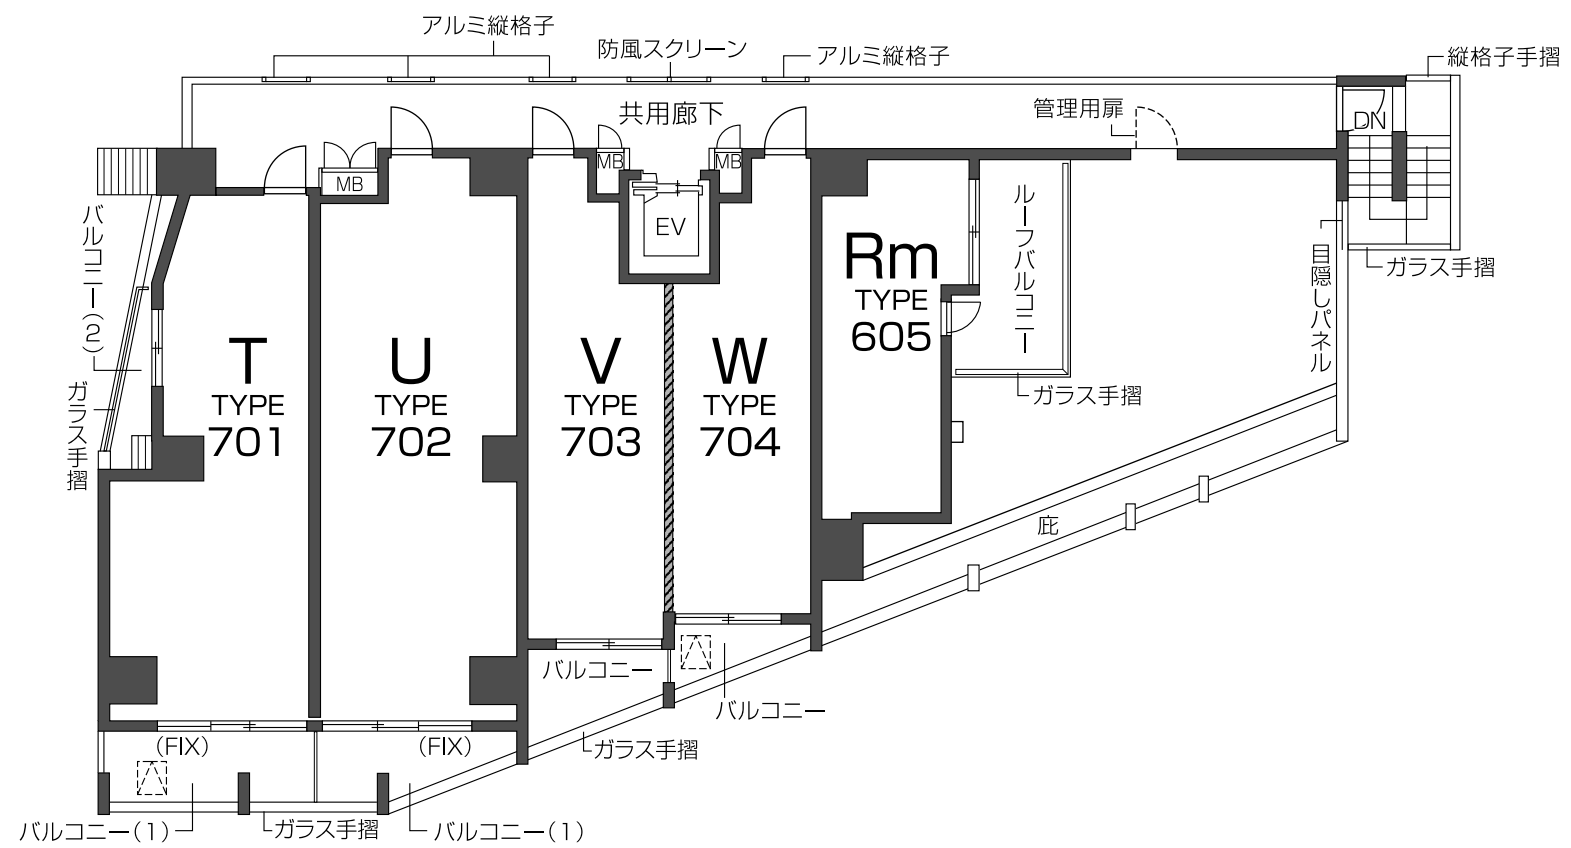 アルミ縦格子
防風スクリーン
アルミ縦格子
縦格子手摺
共用廊下
管理用扉
DN
MB
MB
MB
EV
バルコニー(2)
ガラス手摺
ルーフバルコニー
目隠しパネル
ガラス手摺
Rm
TYPE
605
T
TYPE
701
U
TYPE
702
V
TYPE
703
W
TYPE
704
ガラス手摺
庇
バルコニー
バルコニー
(FIX)
(FIX)
ガラス手摺
バルコニー(1)
ガラス手摺
バルコニー(1)